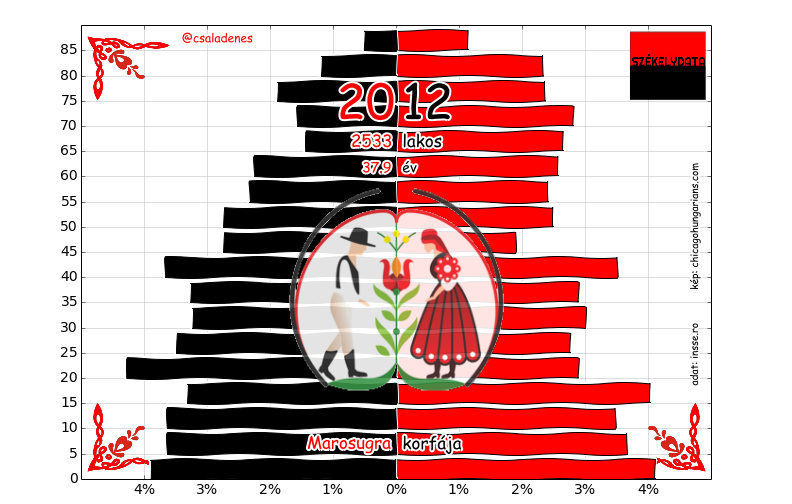 @csaladenes
SZÉKELYDATA
2012
2533 lakos
37.9 év
kép: chicagohungarians.com
adat: insse.ro
Marosugra korfája
85
80
75
70
65
60
55
50
45
40
35
30
25
20
15
10
5
0
4% 3% 2% 1% 0% 1% 2% 3% 4%